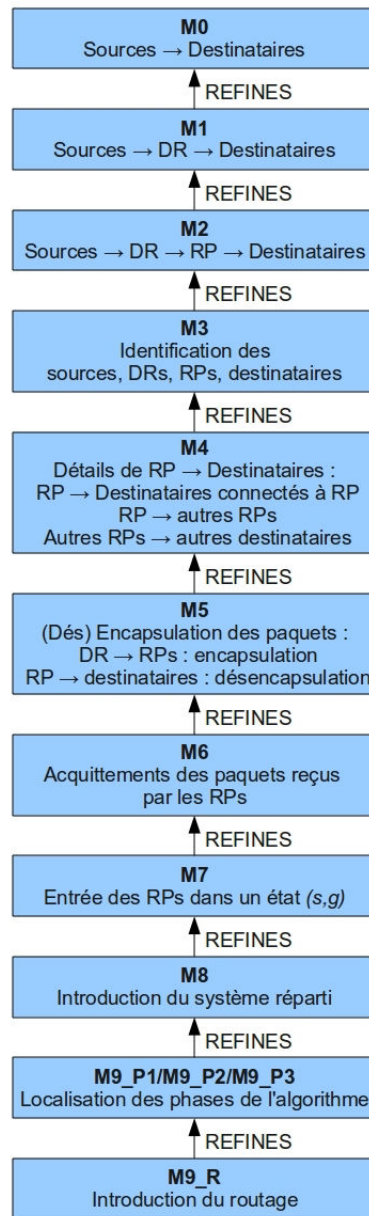 M0
Sources → Destinataires
REFINES
M1
Sources → DR → Destinataires
REFINES
M2
Sources → DR → RP → Destinataires
REFINES
M3
Identification des
sources, DRs, RPs, destinataires
REFINES
M4
Détails de RP → Destinataires :
RP → Destinataires connectés à RP
RP → autres RPs
Autres RPs → autres destinataires
REFINES
M5
(Dés) Encapsulation des paquets :
DR → RPs : encapsulation
RP → destinataires : désencapsulation
REFINES
M6
Acquittements des paquets reçus
par les RPs
REFINES
M7
Entrée des RPs dans un état (s,g)
REFINES
M8
Introduction du système réparti
REFINES
M9_P1/M9_P2/M9_P3
Localisation des phases de l'algorithme
REFINES
M9_R
Introduction du routage